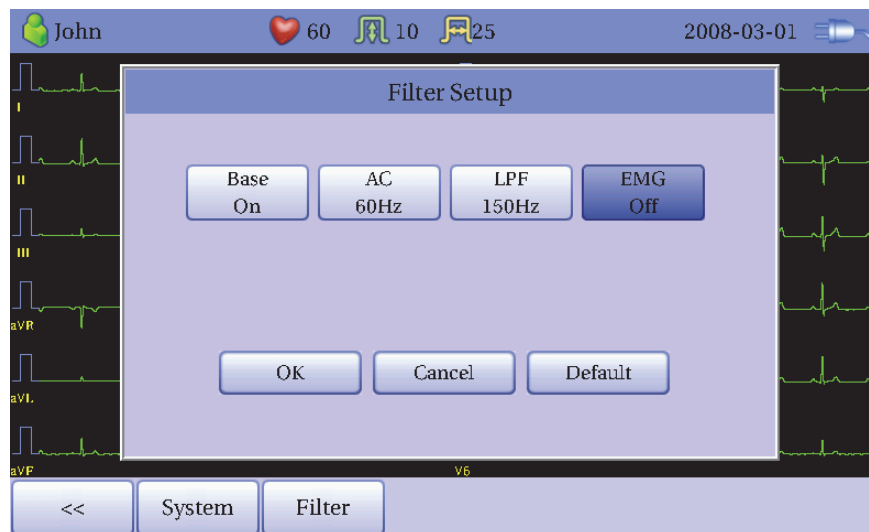 John 60 10 25 2008-03-01
Filter Setup
I
II
III
aVR
aVL
aVF
Base On
AC 60Hz
LPF 150Hz
EMG Off
OK Cancel Default
V6
<< System Filter